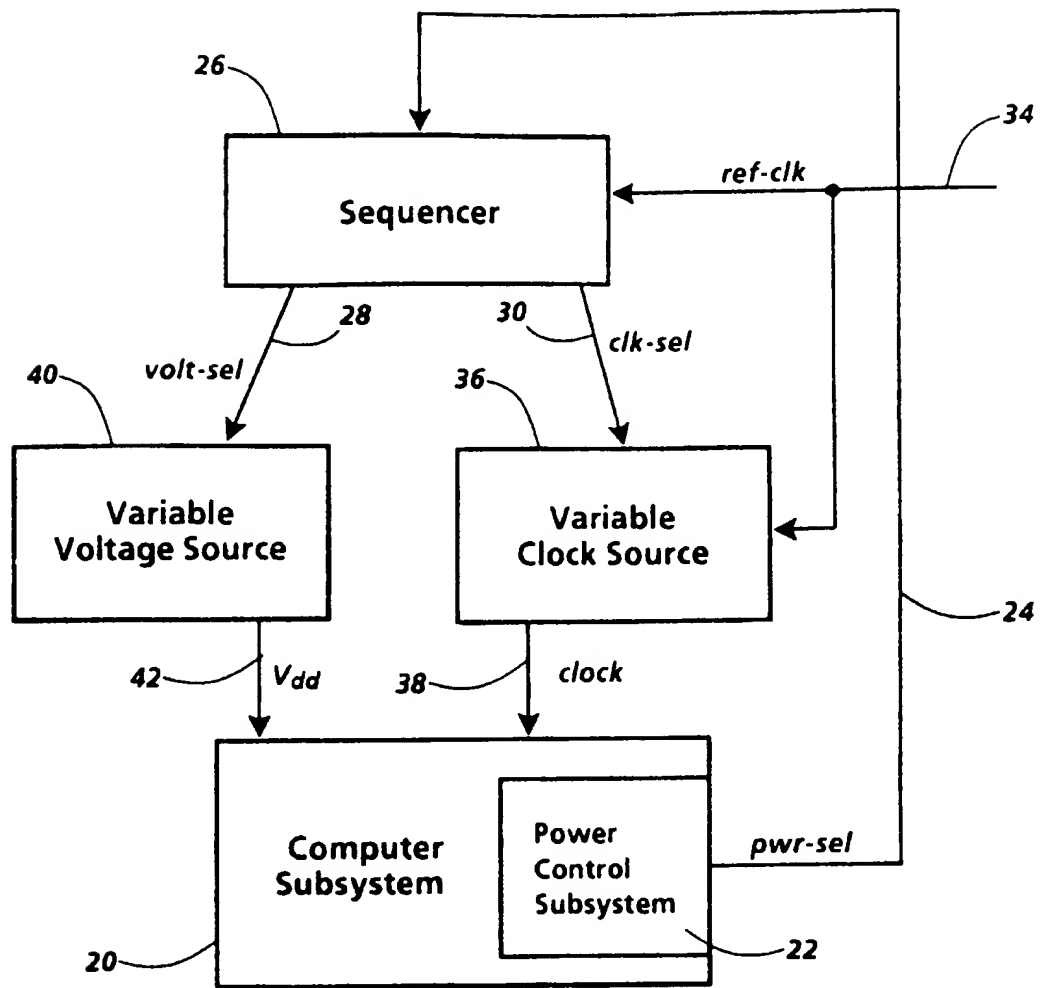 26
34
ref-clk
Sequencer
28
30
volt-sel
clk-sel
40
36
Variable
Voltage Source
Variable
Clock Source
24
42
Vdd
38
clock
Computer
Subsystem
Power
Control
Subsystem
pwr-sel
20
22